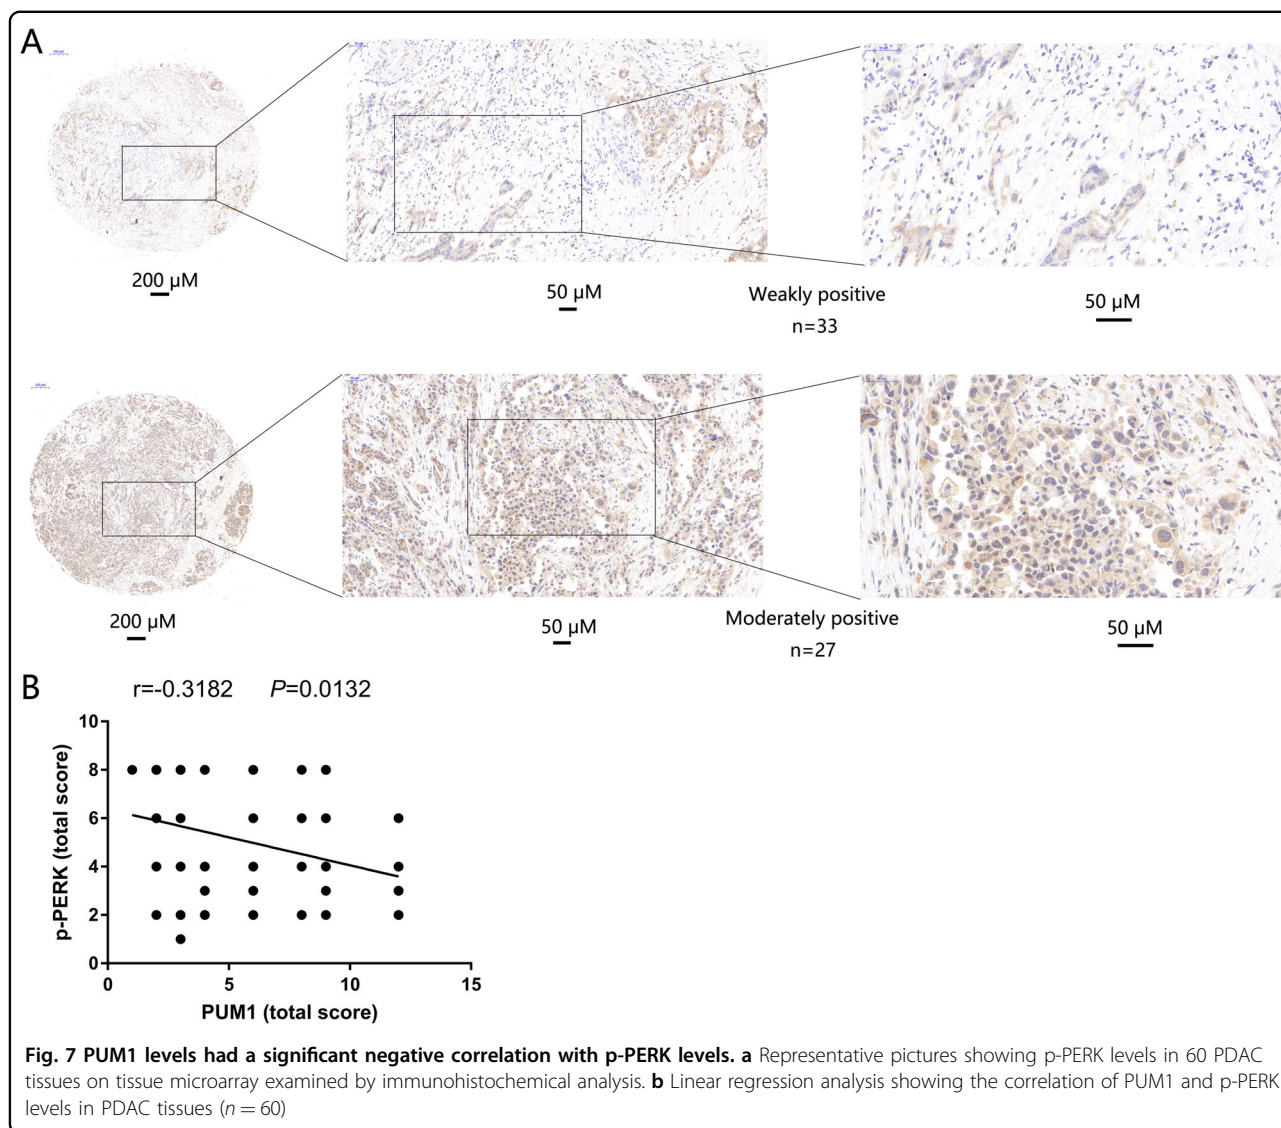 A
200 µM
50 µM
Weakly positive
n=33
50 µM
200 µM
50 µM
Moderately positive
n=27
50 µM
B
r=-0.3182 P=0.0132
p-PERK (total score)
10
8
6
4
2
0
0 5 10 15
PUM1 (total score)
Fig. 7 PUM1 levels had a significant negative correlation with p-PERK levels. a Representative pictures showing p-PERK levels in 60 PDAC
tissues on tissue microarray examined by immunohistochemical analysis. b Linear regression analysis showing the correlation of PUM1 and p-PERK
levels in PDAC tissues (n = 60)